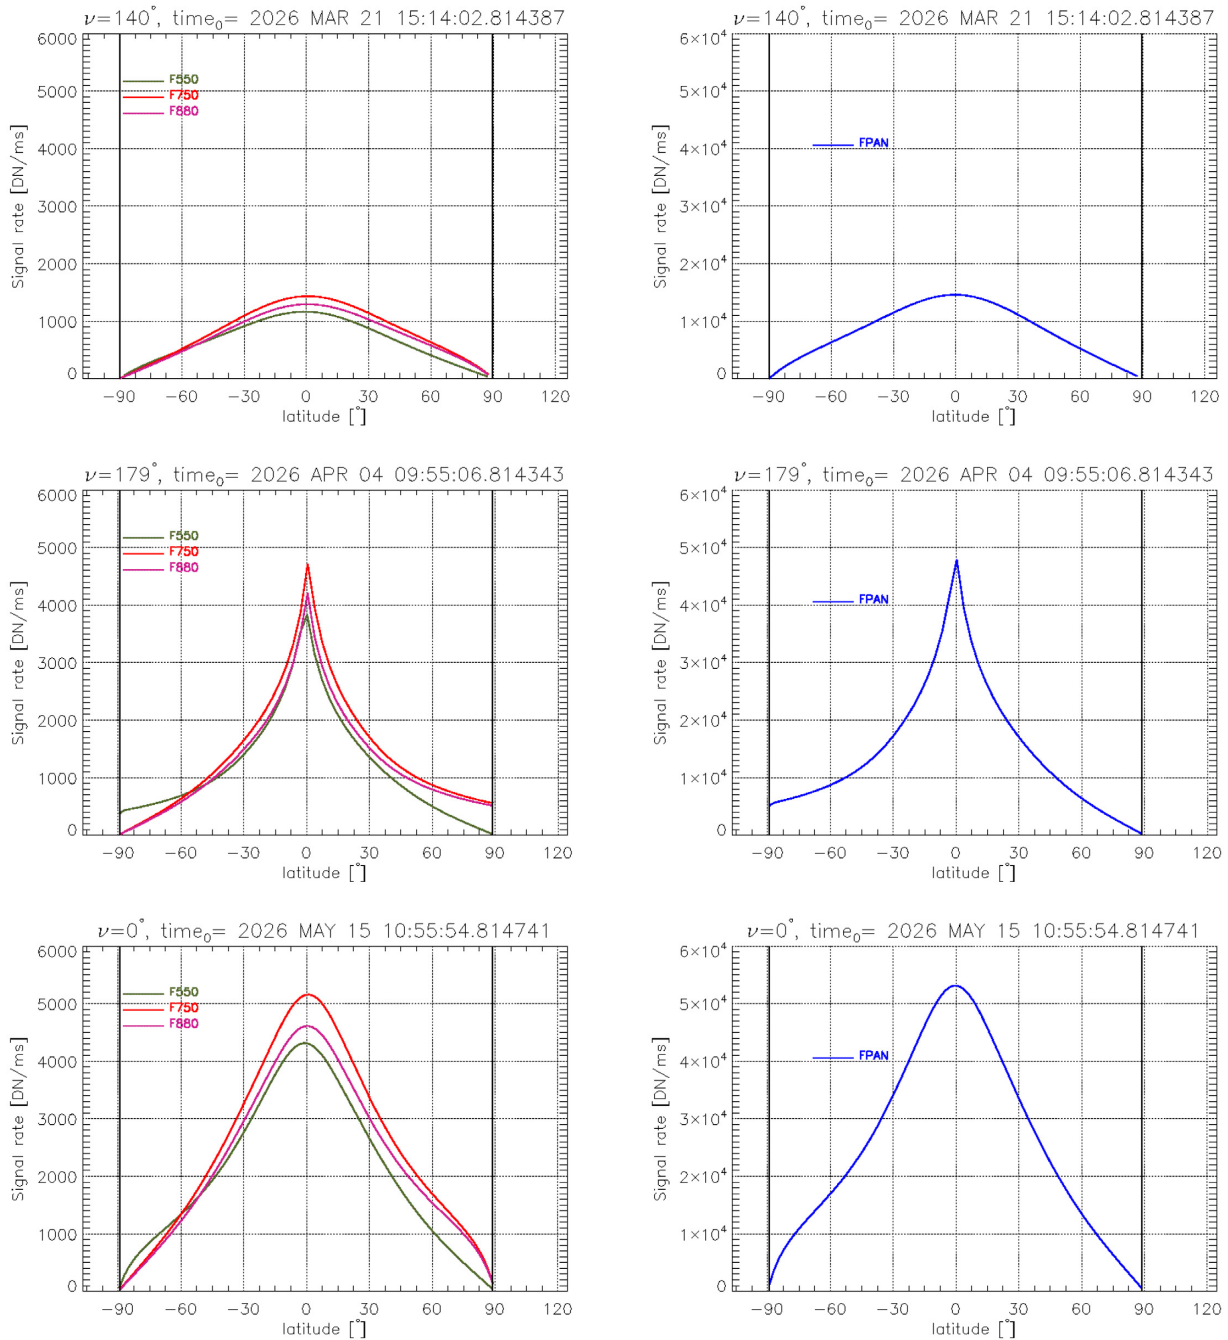 ν=140°, time₀= 2026 MAR 21 15:14:02.814387
6000
5000
4000
3000
2000
1000
0
Signal rate [DN/ms]
F550
F750
F880
−90 −60 −30 0 30 60 90 120
latitude [°]
ν=140°, time₀= 2026 MAR 21 15:14:02.814387
6×10⁴
5×10⁴
4×10⁴
3×10⁴
2×10⁴
1×10⁴
0
Signal rate [DN/ms]
FPAN
−90 −60 −30 0 30 60 90 120
latitude [°]
ν=179°, time₀= 2026 APR 04 09:55:06.814343
6000
5000
4000
3000
2000
1000
0
Signal rate [DN/ms]
F550
F750
F880
−90 −60 −30 0 30 60 90 120
latitude [°]
ν=179°, time₀= 2026 APR 04 09:55:06.814343
6×10⁴
5×10⁴
4×10⁴
3×10⁴
2×10⁴
1×10⁴
0
Signal rate [DN/ms]
FPAN
−90 −60 −30 0 30 60 90 120
latitude [°]
ν=0°, time₀= 2026 MAY 15 10:55:54.814741
6000
5000
4000
3000
2000
1000
0
Signal rate [DN/ms]
F550
F750
F880
−90 −60 −30 0 30 60 90 120
latitude [°]
ν=0°, time₀= 2026 MAY 15 10:55:54.814741
6×10⁴
5×10⁴
4×10⁴
3×10⁴
2×10⁴
1×10⁴
0
Signal rate [DN/ms]
FPAN
−90 −60 −30 0 30 60 90 120
latitude [°]